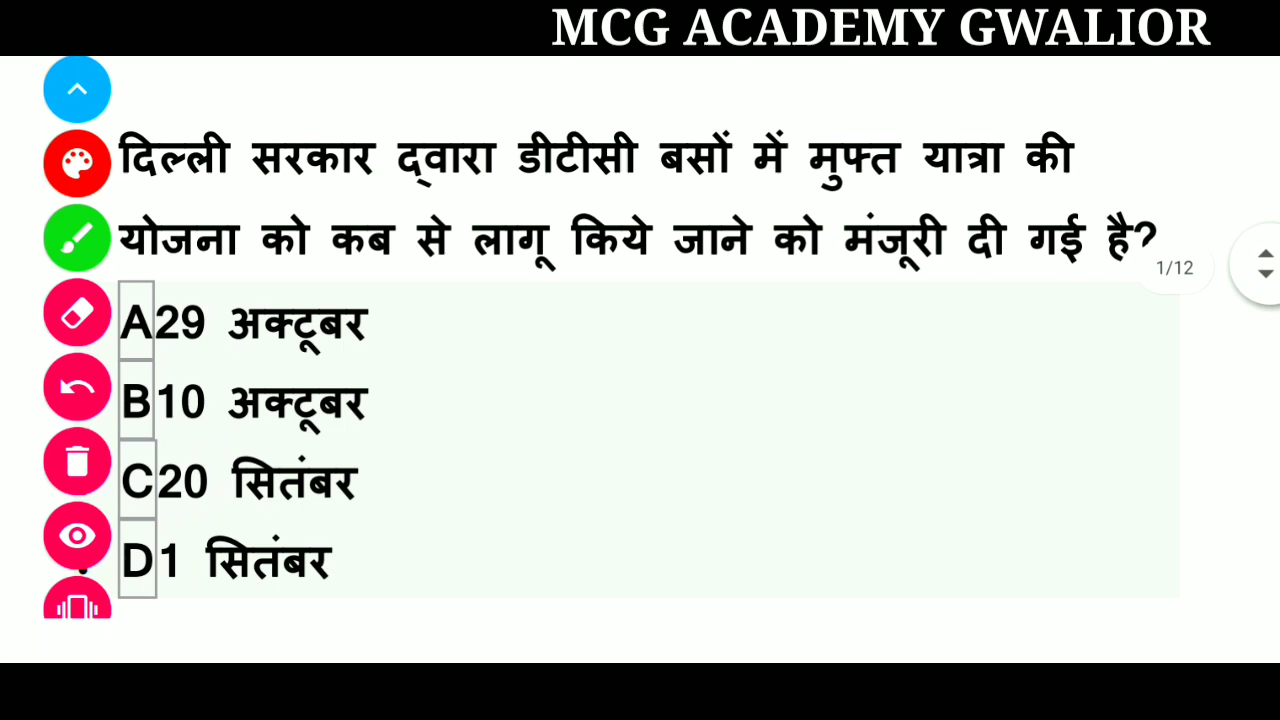 MCG ACADEMY GWALIOR
दिल्ली सरकार द्वारा डीटीसी बसों में मुफ्त यात्रा की
योजना को कब से लागू किये जाने को मंजूरी दी गई है?
1/12
A29 अक्टूबर
B10 अक्टूबर
C20 सितंबर
D1 सितंबर